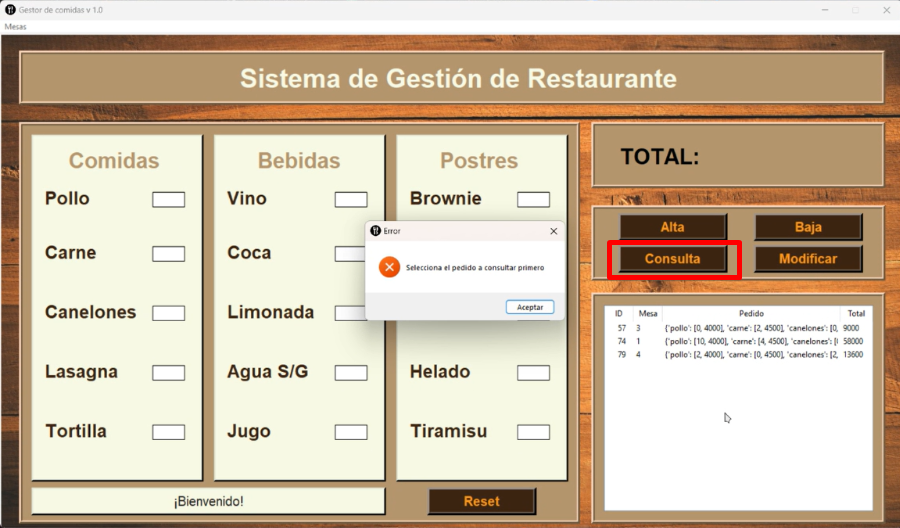 Gestor de comidas v 1.0
Mesas
Sistema de Gestión de Restaurante
Comidas
Pollo
Carne
Canelones
Lasagna
Tortilla
Bebidas
Vino
Coca
Limonada
Agua S/G
Jugo
Postres
Brownie
Helado
Tiramisu
¡Bienvenido!
Reset
Error
Selecciona el pedido a consultar primero
Aceptar
TOTAL:
Alta
Baja
Consulta
Modificar
ID Mesa Pedido Total
57 3 {'pollo': [0, 4000], 'carne': [2, 4500], 'canelones': [0, 9000
74 1 {'pollo': [10, 4000], 'carne': [4, 4500], 'canelones': [ 58000
79 4 {'pollo': [2, 4000], 'carne': [0, 4500], 'canelones': [2, 13600